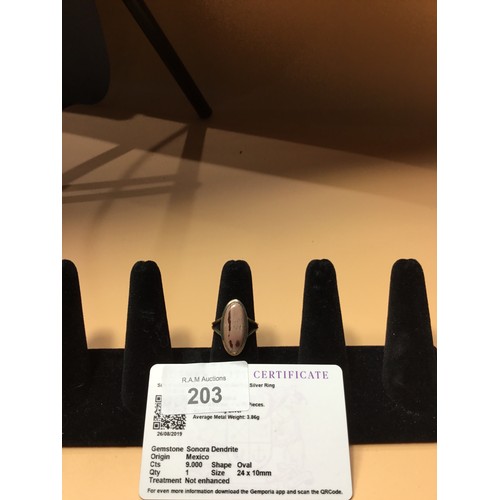 CERTIFICATE
Silver Ring
R.A.M Auctions
203
Pieces.
Average Metal Weight: 3.86g
26/08/2019
Gemstone Sonora Dendrite
Origin Mexico
Cts 9.000 Shape Oval
Qty 1 Size 24 x 10mm
Treatment Not enhanced
For even more information download the Gemporia app and scan the QRCode.